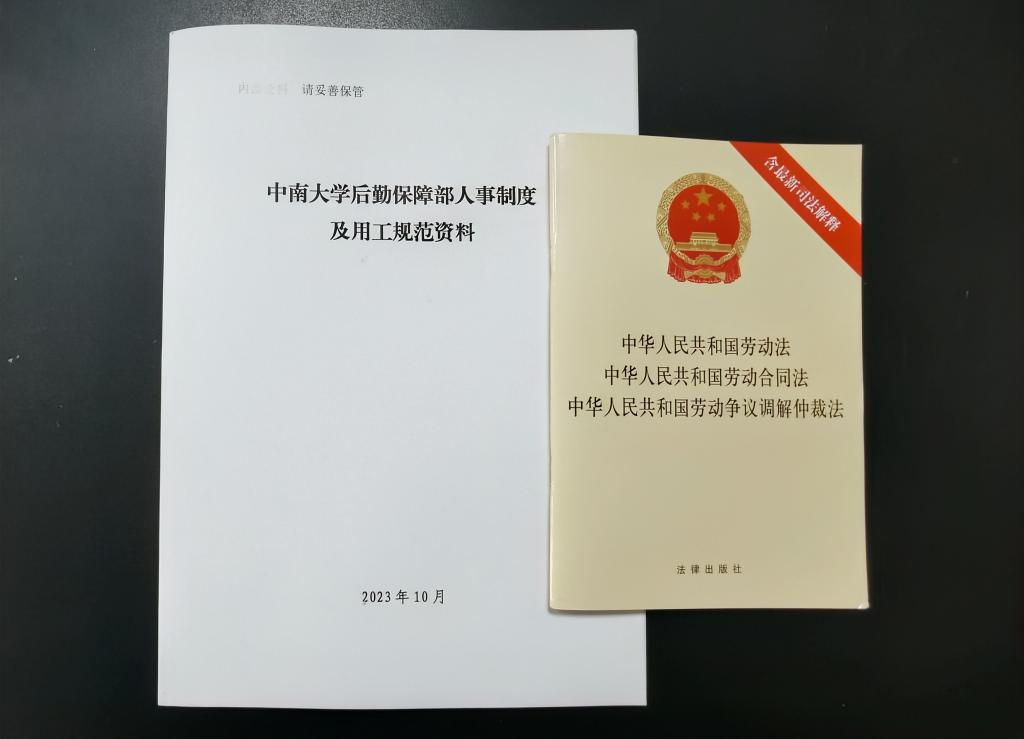 请妥善保管
中南大学后勤保障部人事制度
及用工规范资料
2023年10月
含最新司法解释
中华人民共和国劳动法
中华人民共和国劳动合同法
中华人民共和国劳动争议调解仲裁法
法律出版社